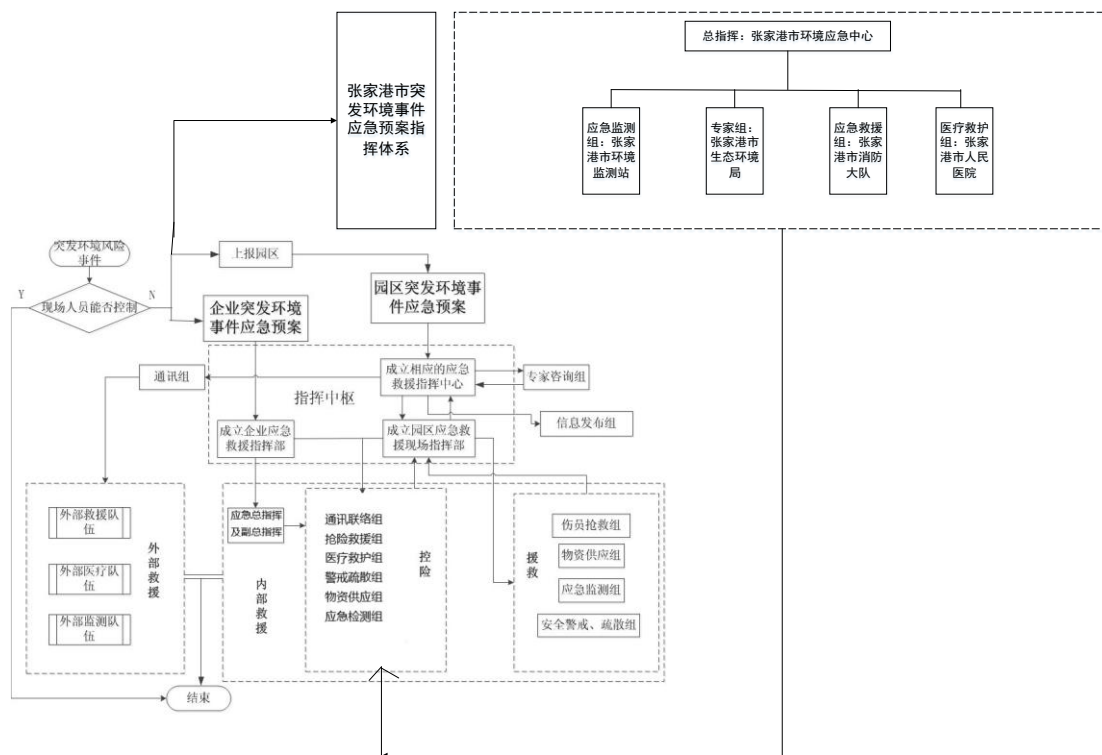 总指挥：张家港市环境应急中心
张家港市突
发环境事件
应急预案指
挥体系
应急监测
组：张家
港市环境
监测站
专家组：
张家港市
生态环境
局
应急救援
组：张家
港市消防
大队
医疗救护
组：张家
港市人民
医院
突发环境风险
事件
上报园区
Y
现场人员能否控制
N
园区突发环境事
件应急预案
企业突发环境
事件应急预案
通讯组
成立相应的应急
救援指挥中心
专家咨询组
指挥中枢
信息发布组
成立企业应急
救援指挥部
成立园区应急救
援现场指挥部
外部救援队
伍
外部医疗队
伍
外部监测队
伍
外部救援
应急总指挥
及副总指挥
内部救援
通讯联络组
抢险救援组
医疗救护组
警戒疏散组
物资供应组
应急检测组
控险
援救
伤员抢救组
物资供应组
应急监测组
安全警戒、疏散组
结束